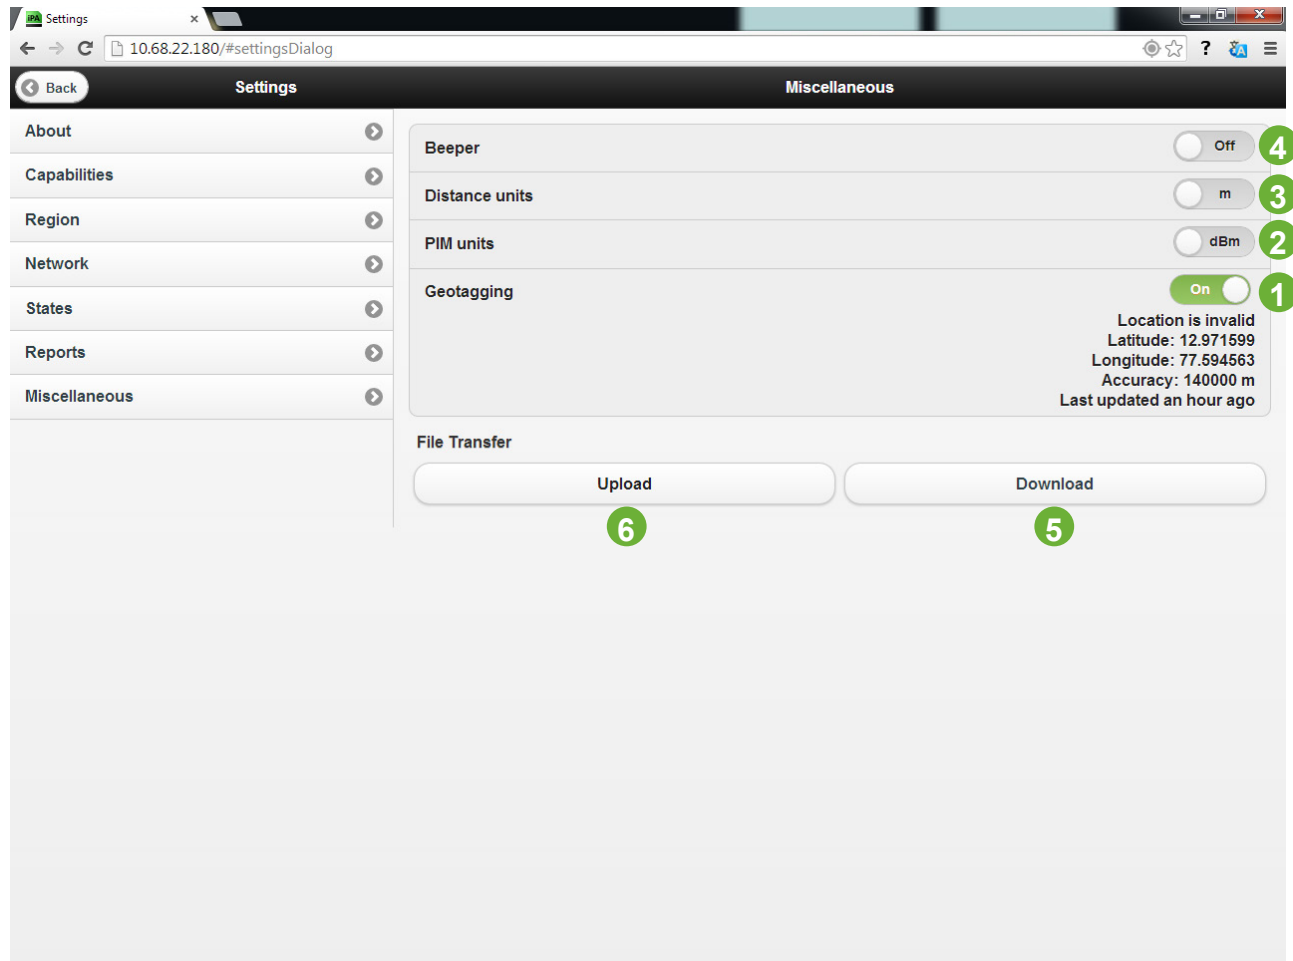 iPA Settings ×
10.68.22.180/#settingsDialog ?
Back Settings Miscellaneous
About
Capabilities
Region
Network
States
Reports
Miscellaneous
Beeper Off 4
Distance units m 3
PIM units dBm 2
Geotagging On 1
Location is invalid
Latitude: 12.971599
Longitude: 77.594563
Accuracy: 140000 m
Last updated an hour ago
File Transfer
Upload Download
6 5